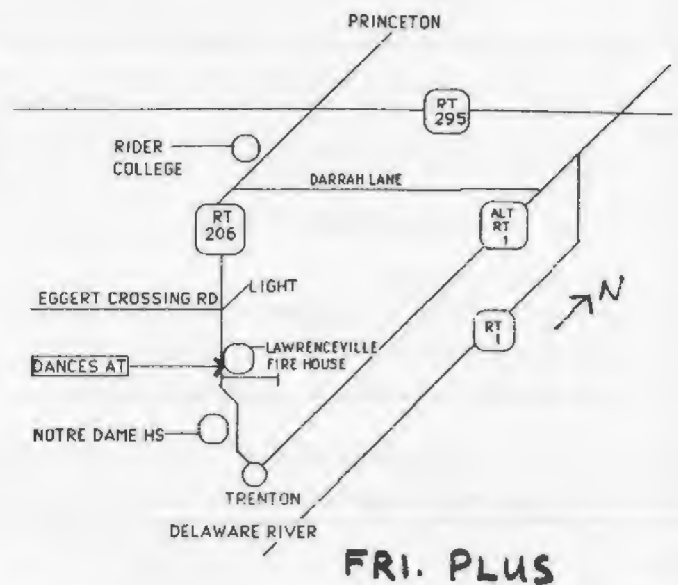 PRINCETON
RT
295
RIDER
COLLEGE
DARRAH LANE
RT
206
ALT
RT
1
LIGHT
EGGERT CROSSING RD
N
RT
1
LAWRENCEVILLE
FIRE HOUSE
DANCES AT
NOTRE DAME HS
TRENTON
DELAWARE RIVER
FRI. PLUS